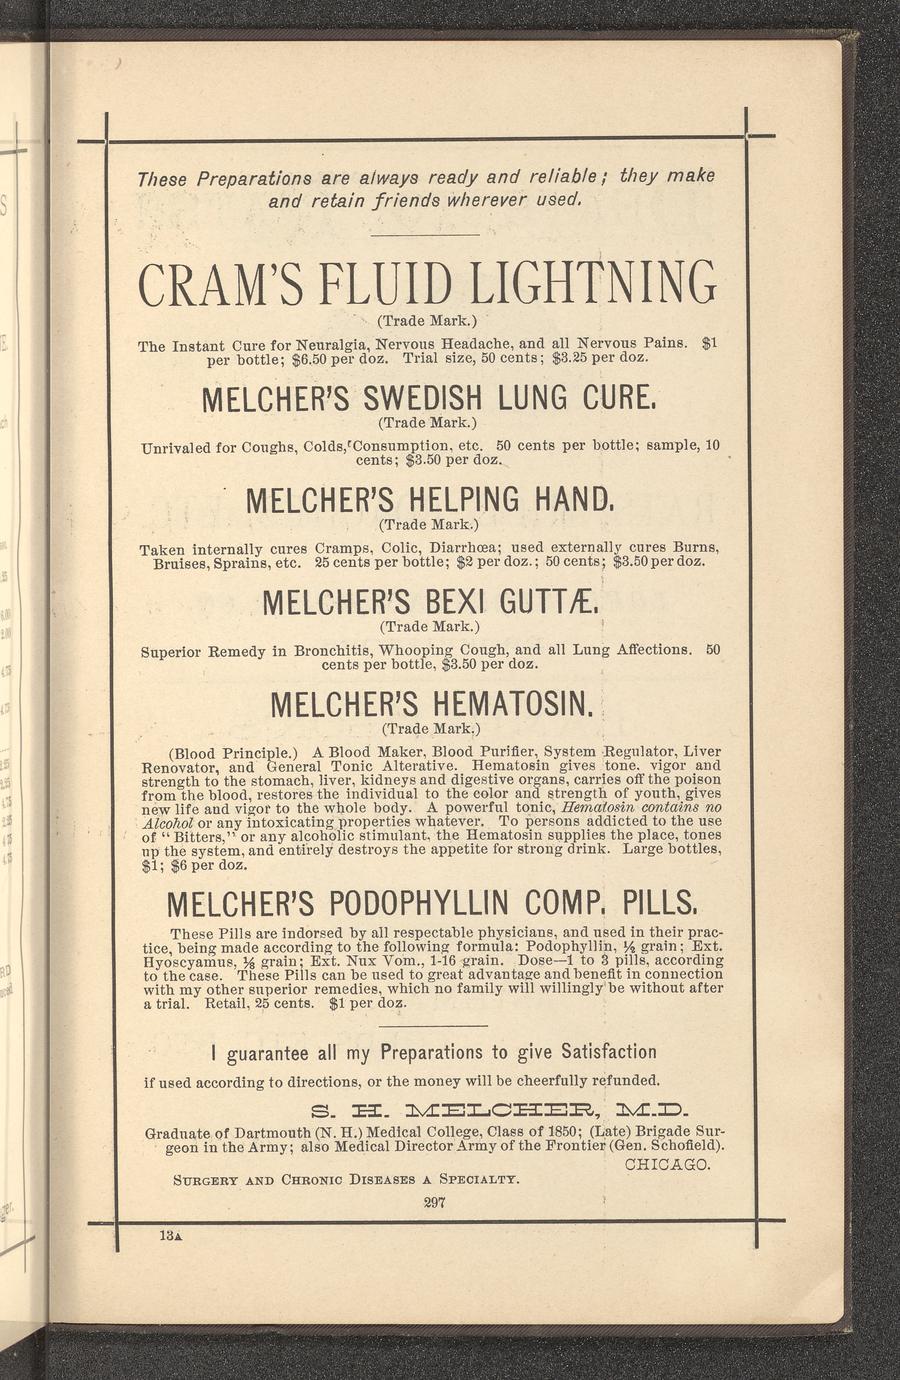 These Preparations are always ready and reliable; they make
and retain friends wherever used.
CRAM'S FLUID LIGHTNING
(Trade Mark.)
The Instant Cure for Neuralgia, Nervous Headache, and all Nervous Pains. $1
per bottle; $6.50 per doz. Trial size, 50 cents; $3.25 per doz.
MELCHER'S SWEDISH LUNG CURE.
(Trade Mark.)
Unrivaled for Coughs, Colds, Consumption, etc. 50 cents per bottle; sample, 10
cents; $3.50 per doz.
MELCHER'S HELPING HAND.
(Trade Mark.)
Taken internally cures Cramps, Colic, Diarrhœa; used externally cures Burns,
Bruises, Sprains, etc. 25 cents per bottle; $2 per doz.; 50 cents; $3.50 per doz.
MELCHER'S BEXI GUTTÆ.
(Trade Mark.)
Superior Remedy in Bronchitis, Whooping Cough, and all Lung Affections. 50
cents per bottle, $3.50 per doz.
MELCHER'S HEMATOSIN.
(Trade Mark.)
(Blood Principle.) A Blood Maker, Blood Purifier, System Regulator, Liver
Renovator, and General Tonic Alterative. Hematosin gives tone, vigor and
strength to the stomach, liver, kidneys and digestive organs, carries off the poison
from the blood, restores the individual to the color and strength of youth, gives
new life and vigor to the whole body. A powerful tonic, Hematosin contains no
Alcohol or any intoxicating properties whatever. To persons addicted to the use
of "Bitters," or any alcoholic stimulant, the Hematosin supplies the place, tones
up the system, and entirely destroys the appetite for strong drink. Large bottles,
$1; $6 per doz.
MELCHER'S PODOPHYLLIN COMP. PILLS.
These Pills are indorsed by all respectable physicians, and used in their prac-
tice, being made according to the following formula: Podophyllin, ½ grain; Ext.
Hyoscyamus, ⅛ grain; Ext. Nux Vom., 1-16 grain. Dose—1 to 3 pills, according
to the case. These Pills can be used to great advantage and benefit in connection
with my other superior remedies, which no family will willingly be without after
a trial. Retail, 25 cents. $1 per doz.
I guarantee all my Preparations to give Satisfaction
if used according to directions, or the money will be cheerfully refunded.
S. H. MELCHER, M.D.
Graduate of Dartmouth (N. H.) Medical College, Class of 1850; (Late) Brigade Sur-
geon in the Army; also Medical Director Army of the Frontier (Gen. Schofield).
CHICAGO.
SURGERY AND CHRONIC DISEASES A SPECIALTY.
297
13A